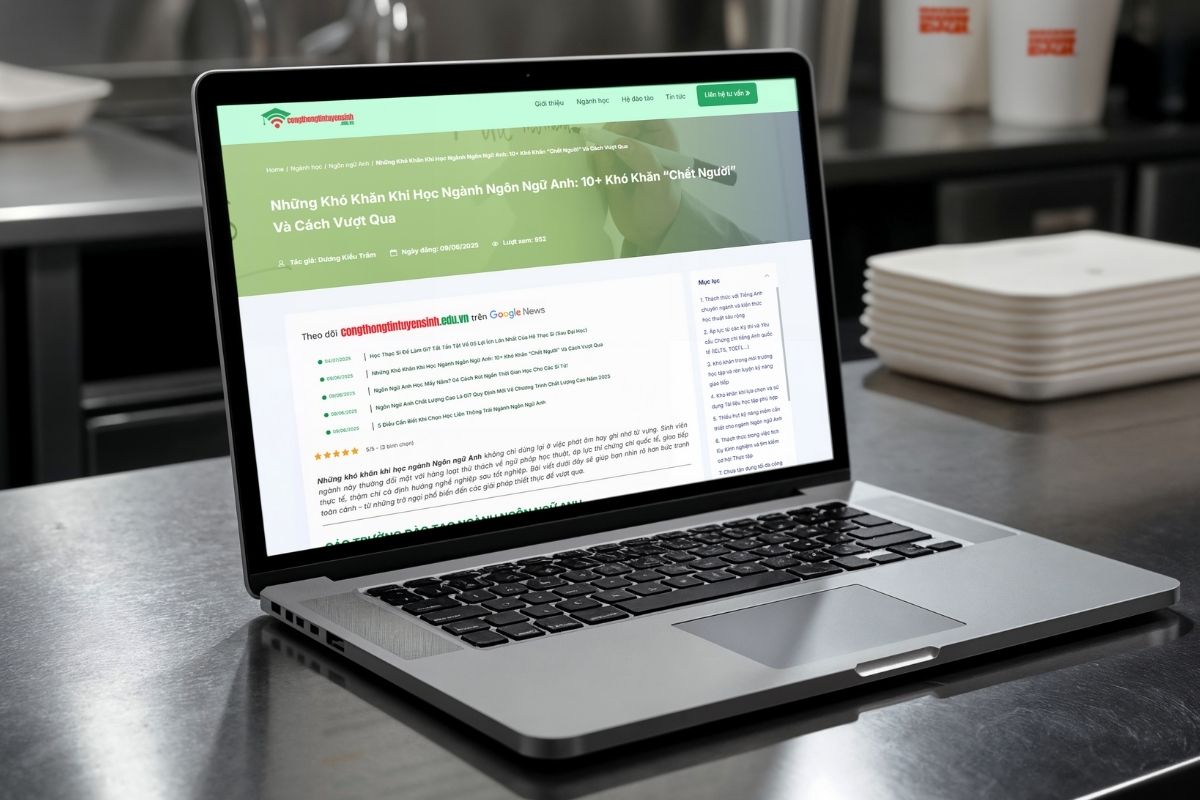 congthongtintuyensinh
.edu.vn
Giới thiệu
Ngành học
Hệ đào tạo
Tin tức
Liên hệ tư vấn »
Home / Ngành học / Ngôn ngữ Anh / Những Khó Khăn Khi Học Ngành Ngôn Ngữ Anh: 10+ Khó Khăn “Chết Người” Và Cách Vượt Qua
Những Khó Khăn Khi Học Ngành Ngôn Ngữ Anh: 10+ Khó Khăn “Chết Người”
Và Cách Vượt Qua
Tác giả: Dương Kiều Trâm
Ngày đăng: 09/06/2025
Lượt xem: 952
Theo dõi congthongtintuyensinh.edu.vn trên Google News
04/07/2025 Học Thạc Sĩ Để Làm Gì? Tất Tần Tật Về 05 Lợi Ích Lớn Nhất Của Hệ Thạc Sĩ (Sau Đại Học)
09/06/2025 Những Khó Khăn Khi Học Ngành Ngôn Ngữ Anh: 10+ Khó Khăn “Chết Người” Và Cách Vượt Qua
09/06/2025 Ngôn Ngữ Anh Học Mấy Năm? 04 Cách Rút Ngắn Thời Gian Học Cho Các Sĩ Tử!
09/06/2025 Ngôn Ngữ Anh Chất Lượng Cao Là Gì? Quy Định Mới Về Chương Trình Chất Lượng Cao Năm 2025
09/06/2025 5 Điều Cần Biết Khi Chọn Học Liên Thông Trái Ngành Ngôn Ngữ Anh
5/5 - (3 bình chọn)
Những khó khăn khi học ngành Ngôn ngữ Anh không chỉ dừng lại ở việc phát âm hay ghi nhớ từ vựng. Sinh viên
ngành này thường đối mặt với hàng loạt thử thách về ngữ pháp học thuật, áp lực thi chứng chỉ quốc tế, giao tiếp
thực tế, thậm chí cả định hướng nghề nghiệp sau tốt nghiệp. Bài viết dưới đây sẽ giúp bạn nhìn rõ hơn bức tranh
toàn cảnh – từ những trở ngại phổ biến đến các giải pháp thiết thực để vượt qua.
CÁC TRƯỜNG ĐÀO TẠO NGÀNH NGÔN NGỮ ANH
Mục lục
1. Thách thức với Tiếng Anh
chuyên ngành và kiến thức
học thuật sâu rộng
2. Áp lực từ các Kỳ thi và Yêu
cầu Chứng chỉ Tiếng Anh quốc
tế (IELTS, TOEFL...)
3. Khó khăn trong môi trường
học tập và rèn luyện kỹ năng
giao tiếp
4. Khó khăn khi lựa chọn và sử
dụng Tài liệu học tập phù hợp
5. Thiếu hụt kỹ năng mềm cần
thiết cho ngành Ngôn ngữ Anh
6. Thách thức trong việc tích
lũy Kinh nghiệm và tìm kiếm
cơ hội Thực tập
7. Chưa tận dụng tối đa công